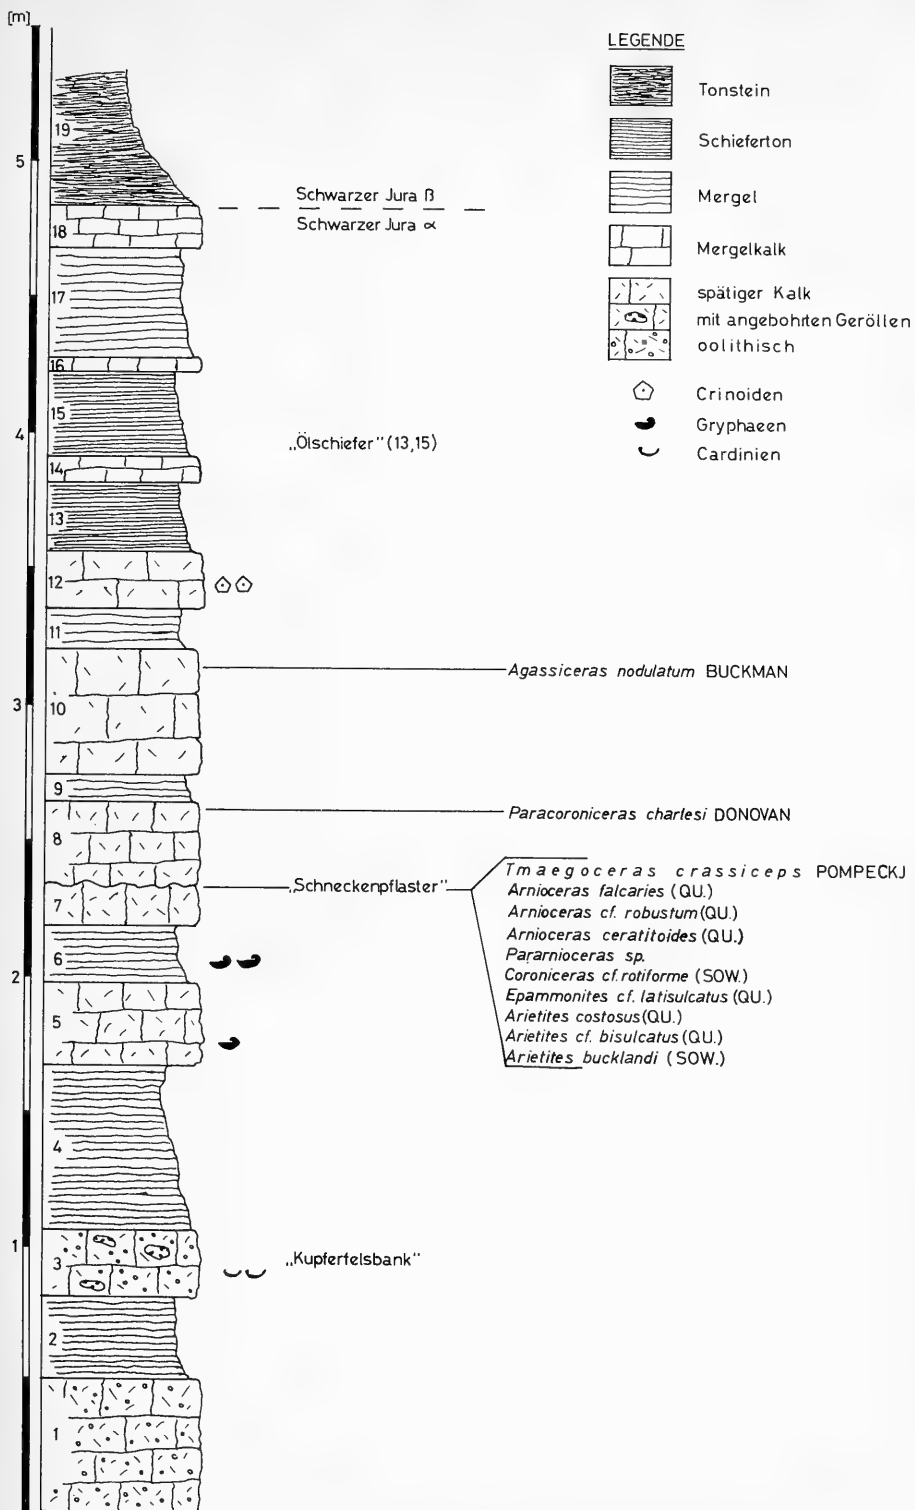 [m]
LEGENDE
Tonstein
Schieferton
Mergel
Mergelkalk
spätiger Kalk
mit angebohrten Geröllen
oolithisch
Crinoiden
Gryphaeen
Cardinien
19
5
Schwarzer Jura β
Schwarzer Jura α
18
17
16
15
4
„Ölschiefer" (13,15)
14
13
12
11
Agassiceras nodulatum BUCKMAN
3
10
9
Paracoroniceras charlesi DONOVAN
8
„Schneckenpflaster"
7
Tmaegoceras crassiceps POMPECKJ
Arnioceras falcaries (QU.)
Arnioceras cf. robustum (QU.)
Arnioceras ceratitoides (QU.)
Pararnioceras sp.
Coroniceras cf. rotiforme (SOW.)
Epammonites cf. latisulcatus (QU.)
Arietites costosus (QU.)
Arietites cf. bisulcatus (QU.)
Arietites bucklandi (SOW.)
6
2
5
4
1
3
„Kupferfelsbank"
2
1